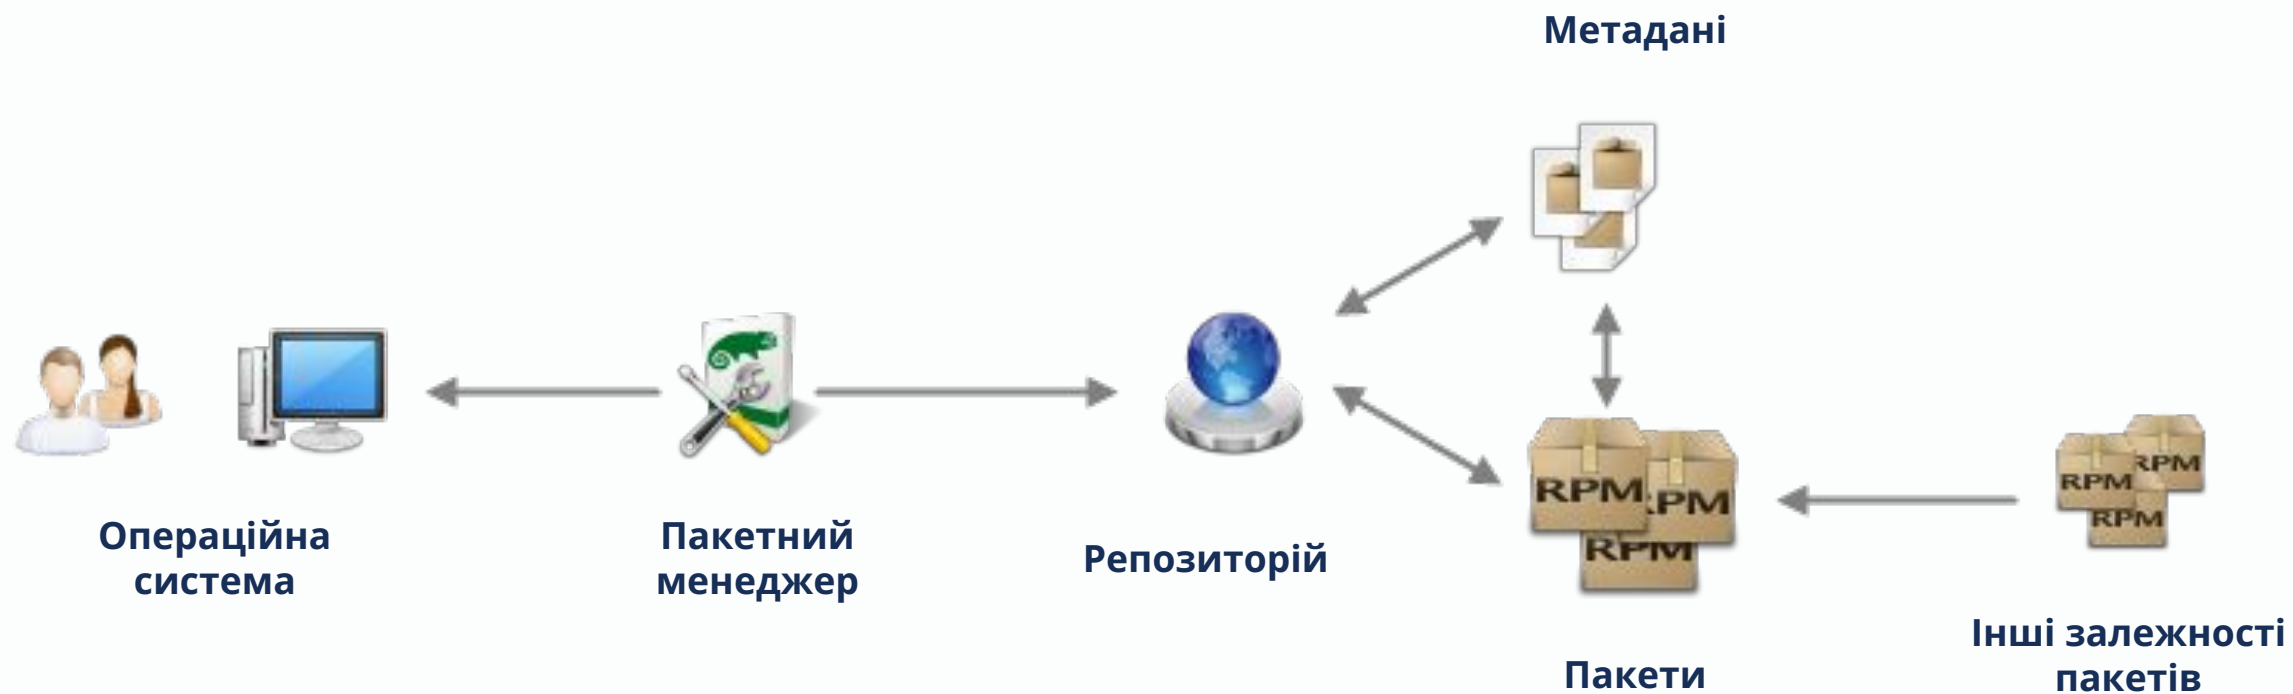 Метадані
Операційна
система
Пакетний
менеджер
Репозиторій
RPM
RPM
RPM
Пакети
RPM
RPM
RPM
Інші залежності
пакетів